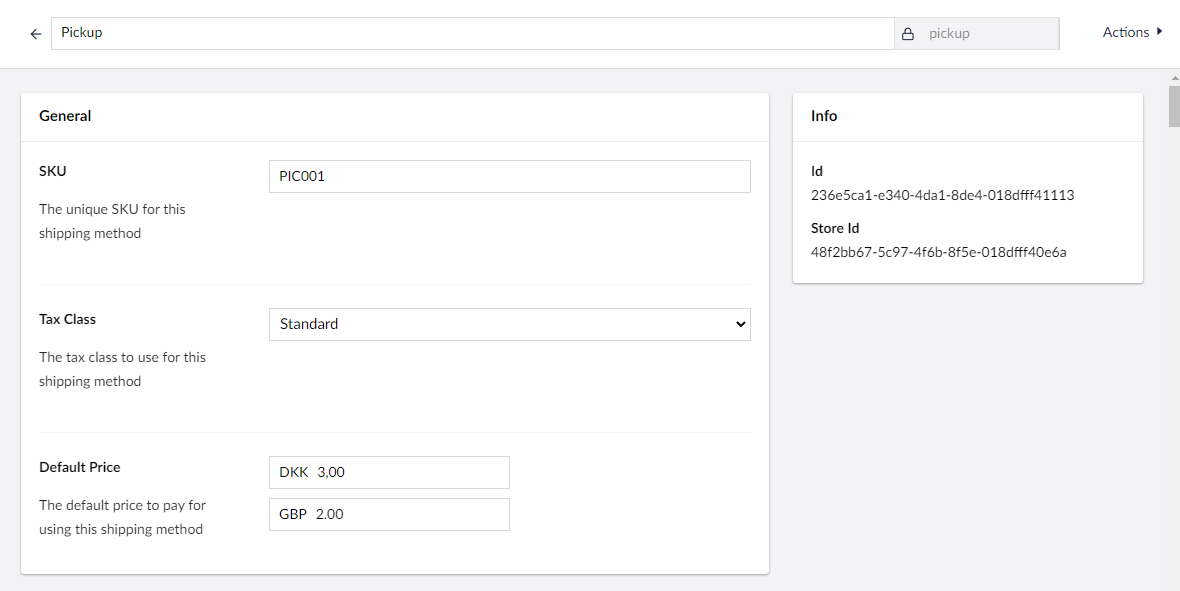 Pickup
pickup
Actions
General
SKU
PIC001
The unique SKU for this
shipping method
Tax Class
Standard
The tax class to use for this
shipping method
Default Price
DKK 3,00
The default price to pay for
using this shipping method
GBP 2.00
Info
Id
236e5ca1-e340-4da1-8de4-018dfff41113
Store Id
48f2bb67-5c97-4f6b-8f5e-018dfff40e6a